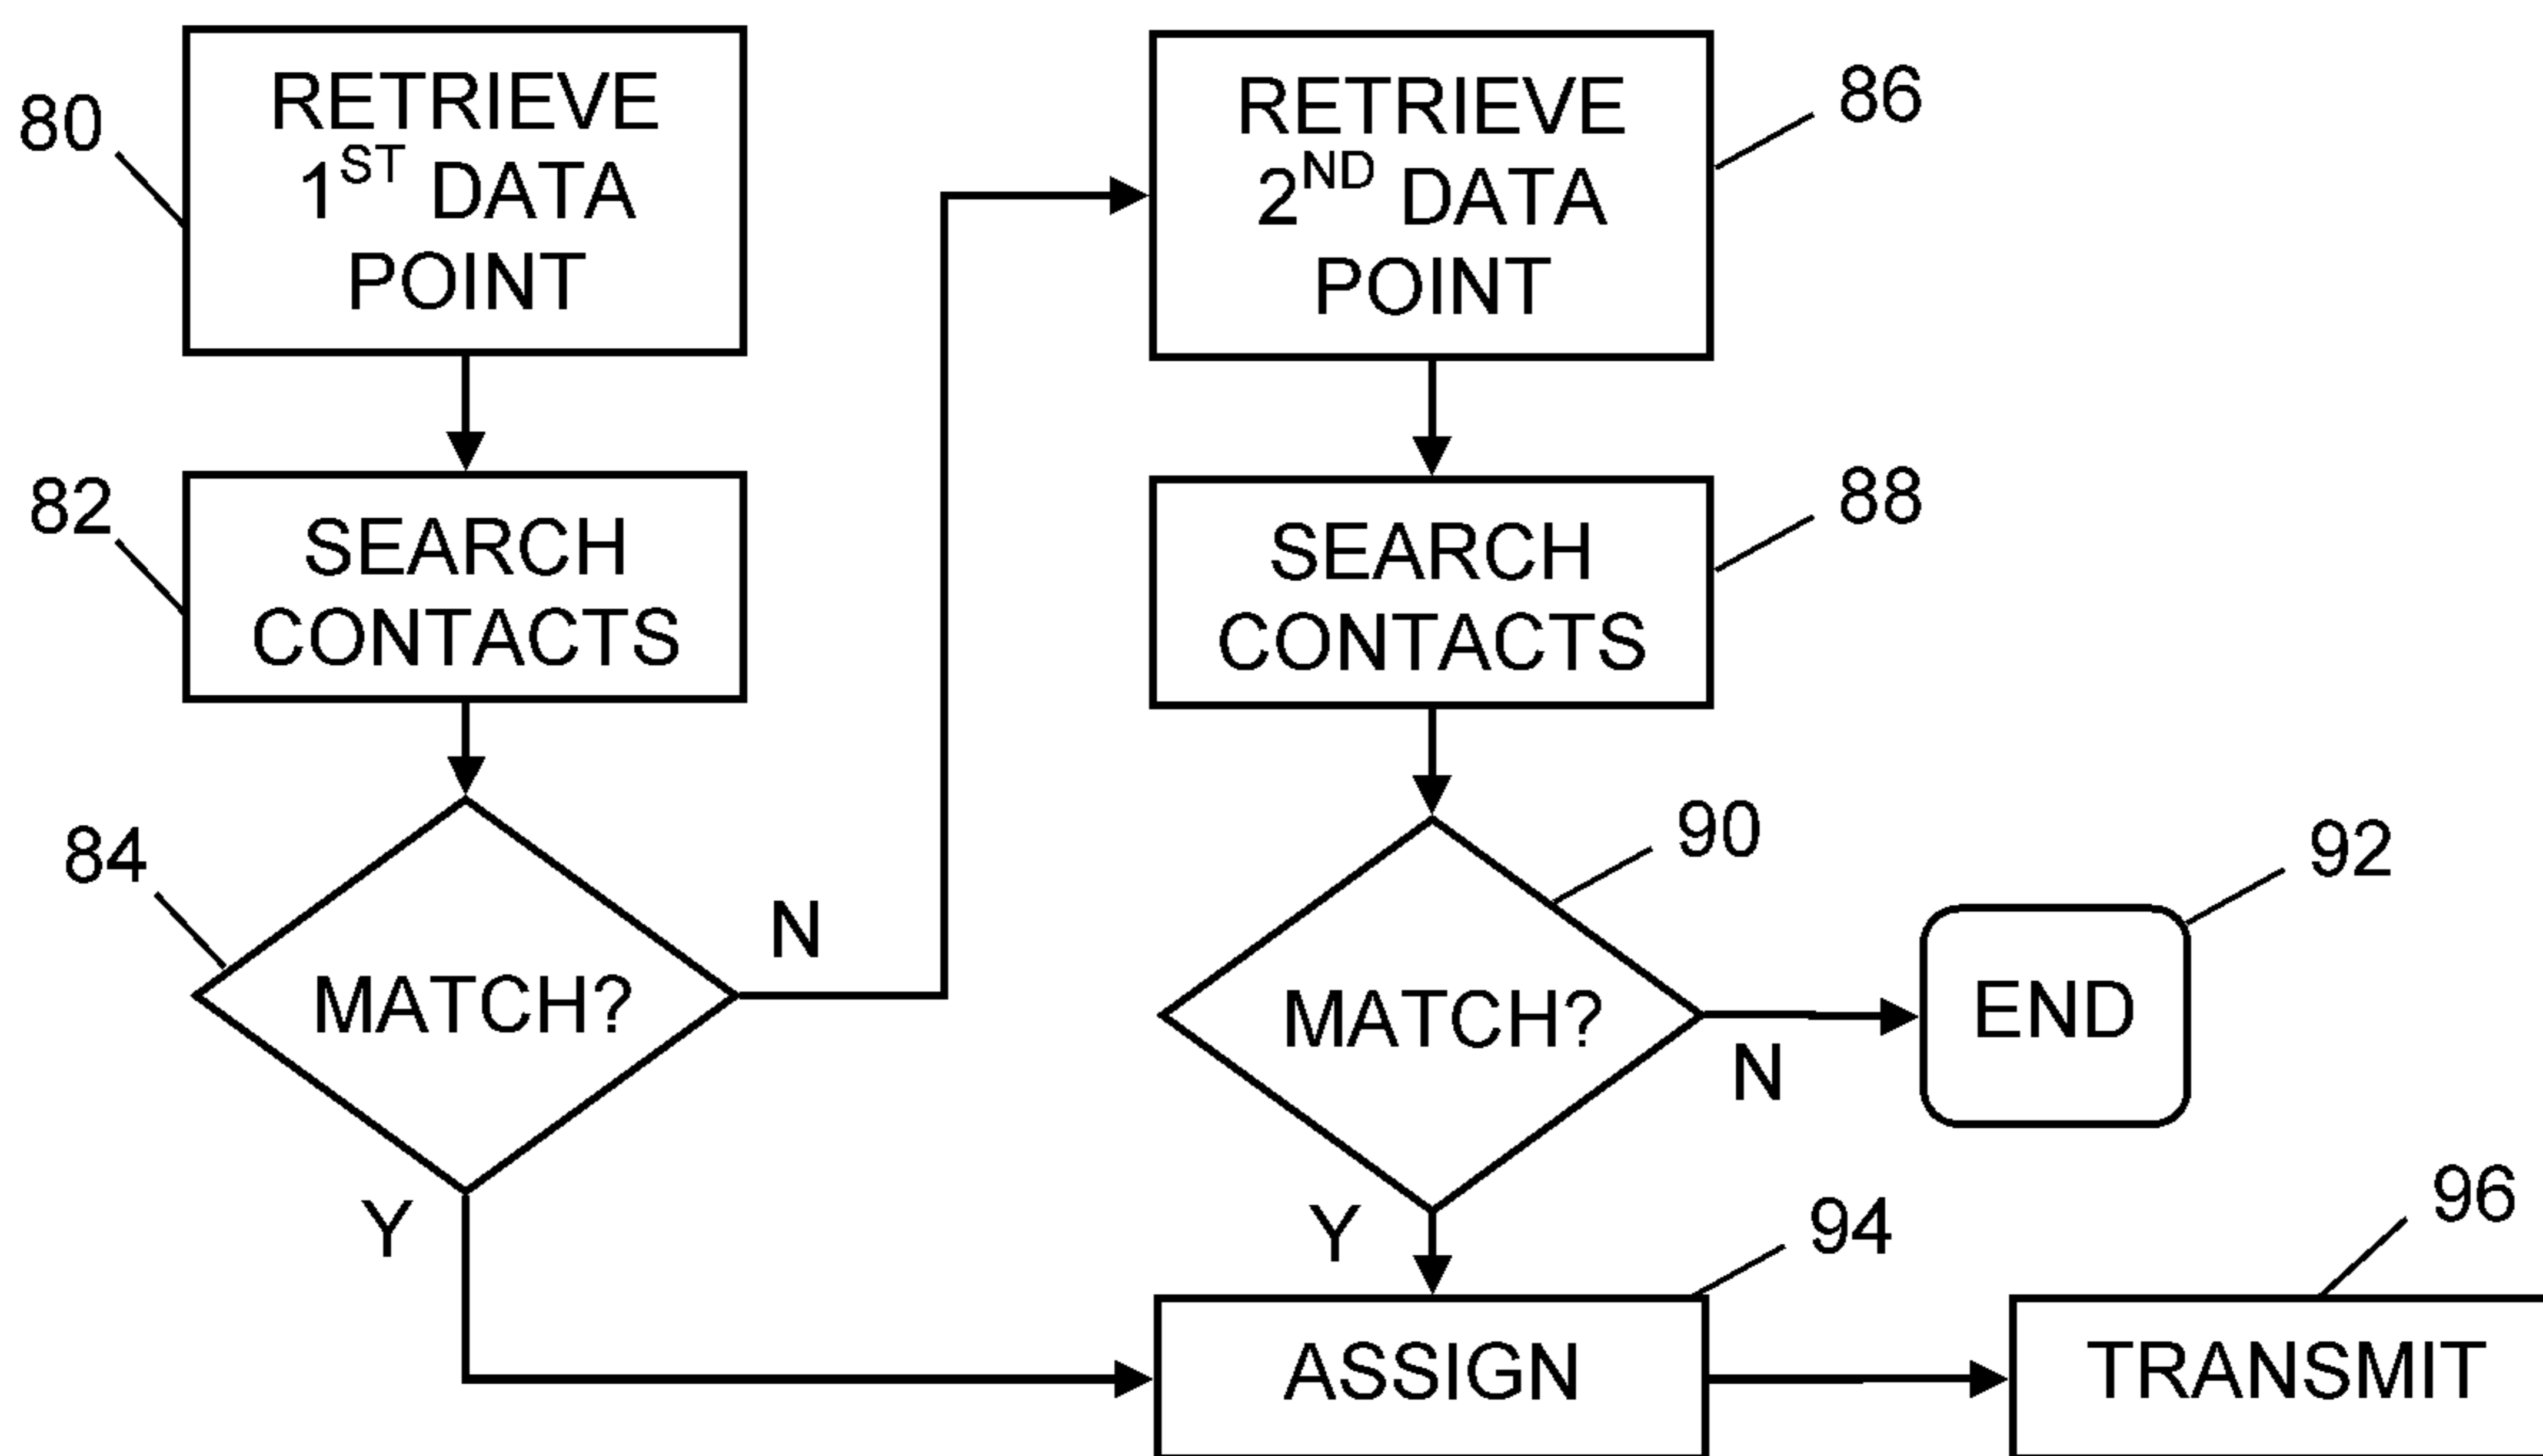 80
RETRIEVE
1ST DATA
POINT
82
SEARCH
CONTACTS
84
MATCH?
N
Y
86
RETRIEVE
2ND DATA
POINT
88
SEARCH
CONTACTS
90
MATCH?
N
Y
92
END
94
ASSIGN
96
TRANSMIT